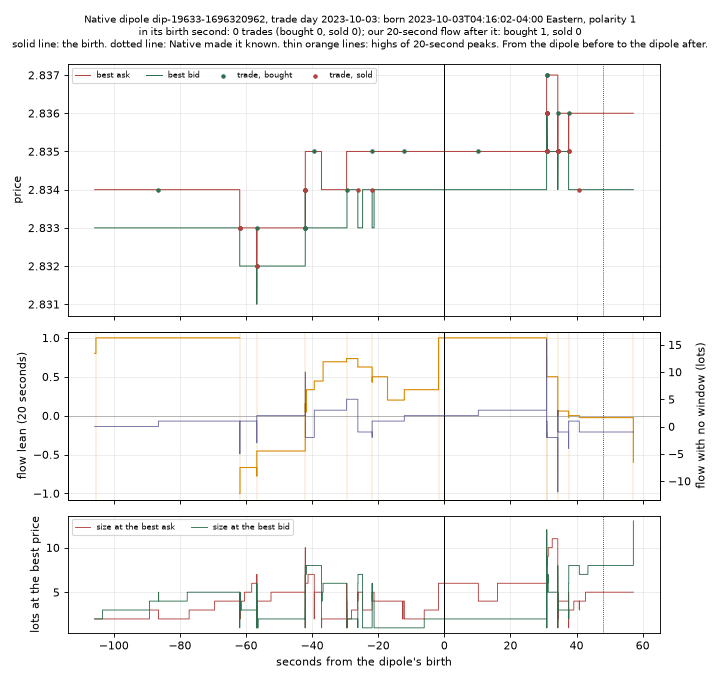 Native dipole dip-19633-1696320962, trade day 2023-10-03: born 2023-10-03T04:16:02-04:00 Eastern, polarity 1
in its birth second: 0 trades (bought 0, sold 0); our 20-second flow after it: bought 1, sold 0
solid line: the birth. dotted line: Native made it known. thin orange lines: highs of 20-second peaks. From the dipole before to the dipole after.
best ask
best bid
trade, bought
trade, sold
2.837
2.836
2.835
2.834
2.833
2.832
2.831
price
1.0
0.5
0.0
−0.5
−1.0
flow lean (20 seconds)
15
10
5
0
−5
−10
flow with no window (lots)
size at the best ask
size at the best bid
10
5
lots at the best price
−100
−80
−60
−40
−20
0
20
40
60
seconds from the dipole's birth